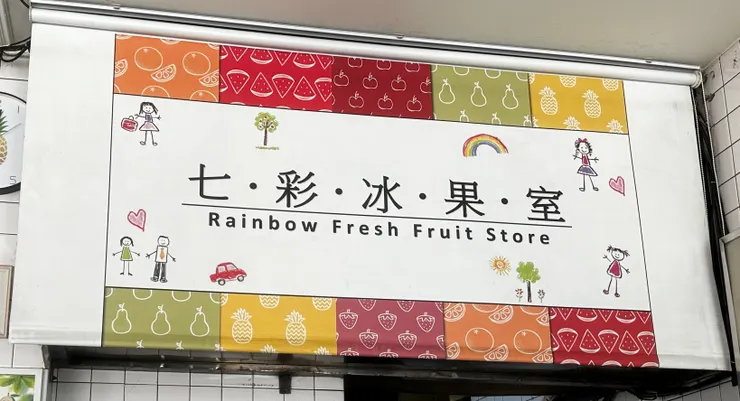 七·彩·冰·果·室
Rainbow Fresh Fruit Store